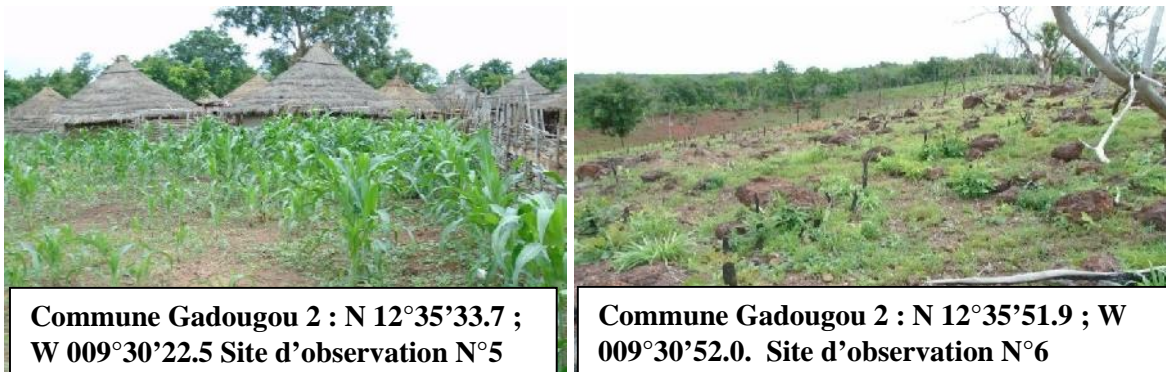 Commune Gadougou 2 : N 12°35’33.7 ;
W 009°30’22.5 Site d’observation N°5
Commune Gadougou 2 : N 12°35’51.9 ; W
009°30’52.0.  Site d’observation N°6